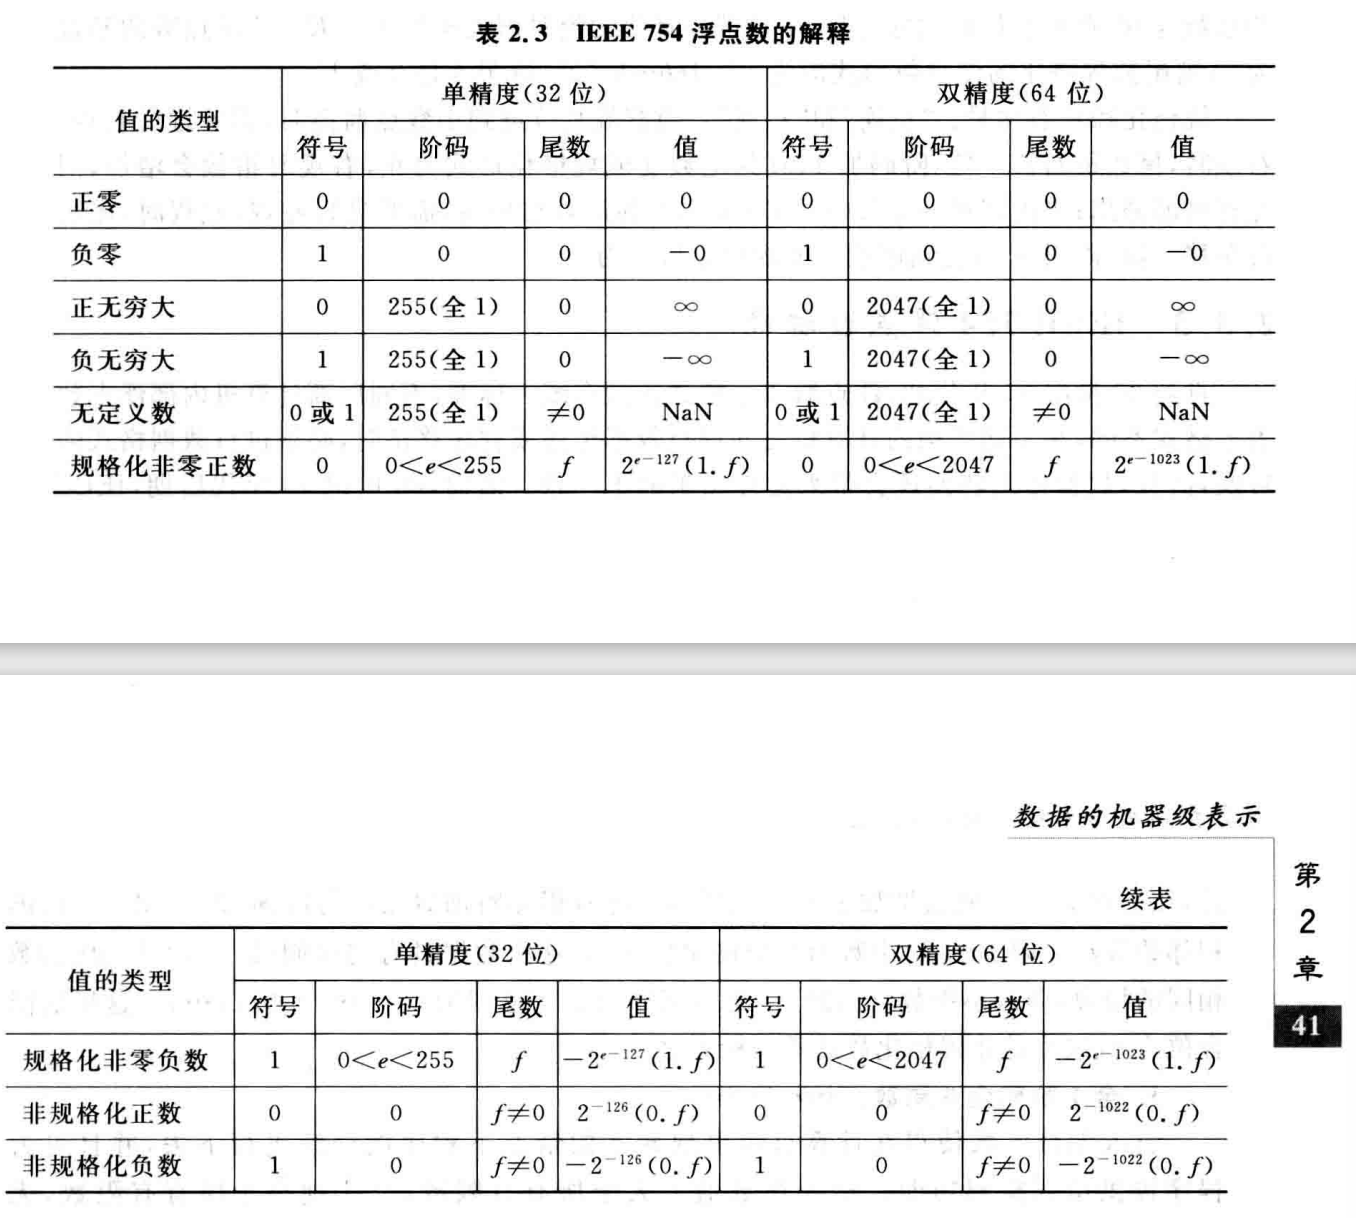 表 2.3 IEEE 754 浮点数的解释
值的类型 单精度(32 位) 双精度(64 位)
符号 阶码 尾数 值 符号 阶码 尾数 值
正零 0 0 0 0 0 0 0 0
负零 1 0 0 −0 1 0 0 −0
正无穷大 0 255(全 1) 0 ∞ 0 2047(全 1) 0 ∞
负无穷大 1 255(全 1) 0 −∞ 1 2047(全 1) 0 −∞
无定义数 0 或 1 255(全 1) ≠0 NaN 0 或 1 2047(全 1) ≠0 NaN
规格化非零正数 0 0<e<255 f 2^{e−127}(1.f) 0 0<e<2047 f 2^{e−1023}(1.f)
数据的机器级表示
第
2
章
41
续表
值的类型 单精度(32 位) 双精度(64 位)
符号 阶码 尾数 值 符号 阶码 尾数 值
规格化非零负数 1 0<e<255 f −2^{e−127}(1.f) 1 0<e<2047 f −2^{e−1023}(1.f)
非规格化正数 0 0 f≠0 2^{−126}(0.f) 0 0 f≠0 2^{−1022}(0.f)
非规格化负数 1 0 f≠0 −2^{−126}(0.f) 1 0 f≠0 −2^{−1022}(0.f)